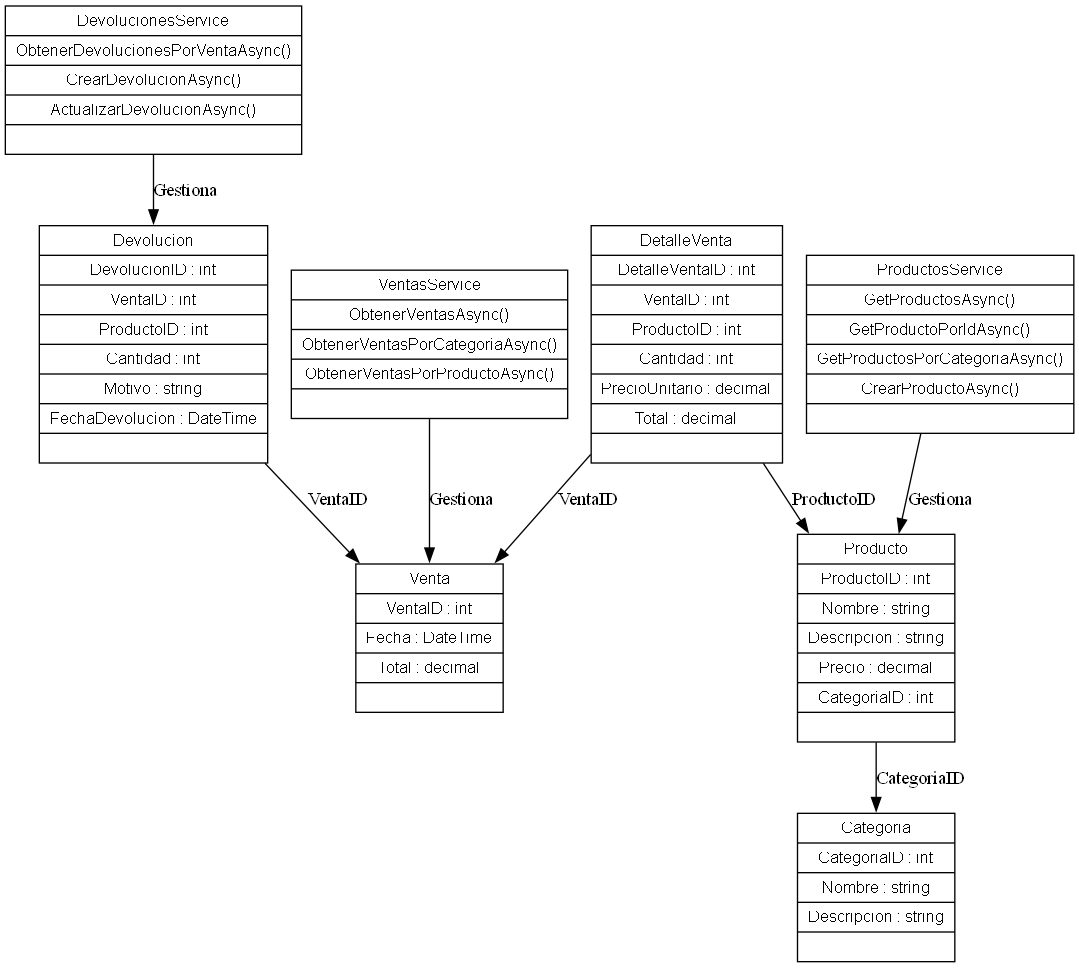 DevolucionesService
ObtenerDevolucionesPorVentaAsync()
CrearDevolucionAsync()
ActualizarDevolucionAsync()
Gestiona
Devolucion
DevolucionID : int
VentaID : int
ProductoID : int
Cantidad : int
Motivo : string
FechaDevolucion : DateTime
VentasService
ObtenerVentasAsync()
ObtenerVentasPorCategoriaAsync()
ObtenerVentasPorProductoAsync()
DetalleVenta
DetalleVentaID : int
VentaID : int
ProductoID : int
Cantidad : int
PrecioUnitario : decimal
Total : decimal
ProductosService
GetProductosAsync()
GetProductoPorIdAsync()
GetProductosPorCategoriaAsync()
CrearProductoAsync()
VentaID
Gestiona
VentaID
ProductoID
Gestiona
Venta
VentaID : int
Fecha : DateTime
Total : decimal
Producto
ProductoID : int
Nombre : string
Descripcion : string
Precio : decimal
CategoriaID : int
CategoriaID
Categoria
CategoriaID : int
Nombre : string
Descripcion : string